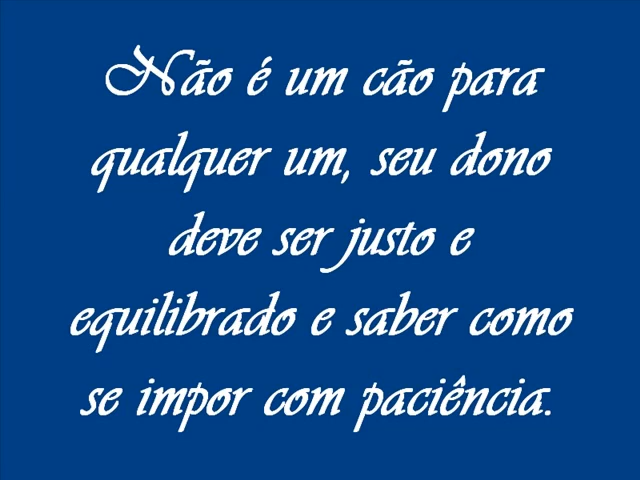 Não é um cão para
qualquer um, seu dono
deve ser justo e
equilibrado e saber como
se impor com paciência.